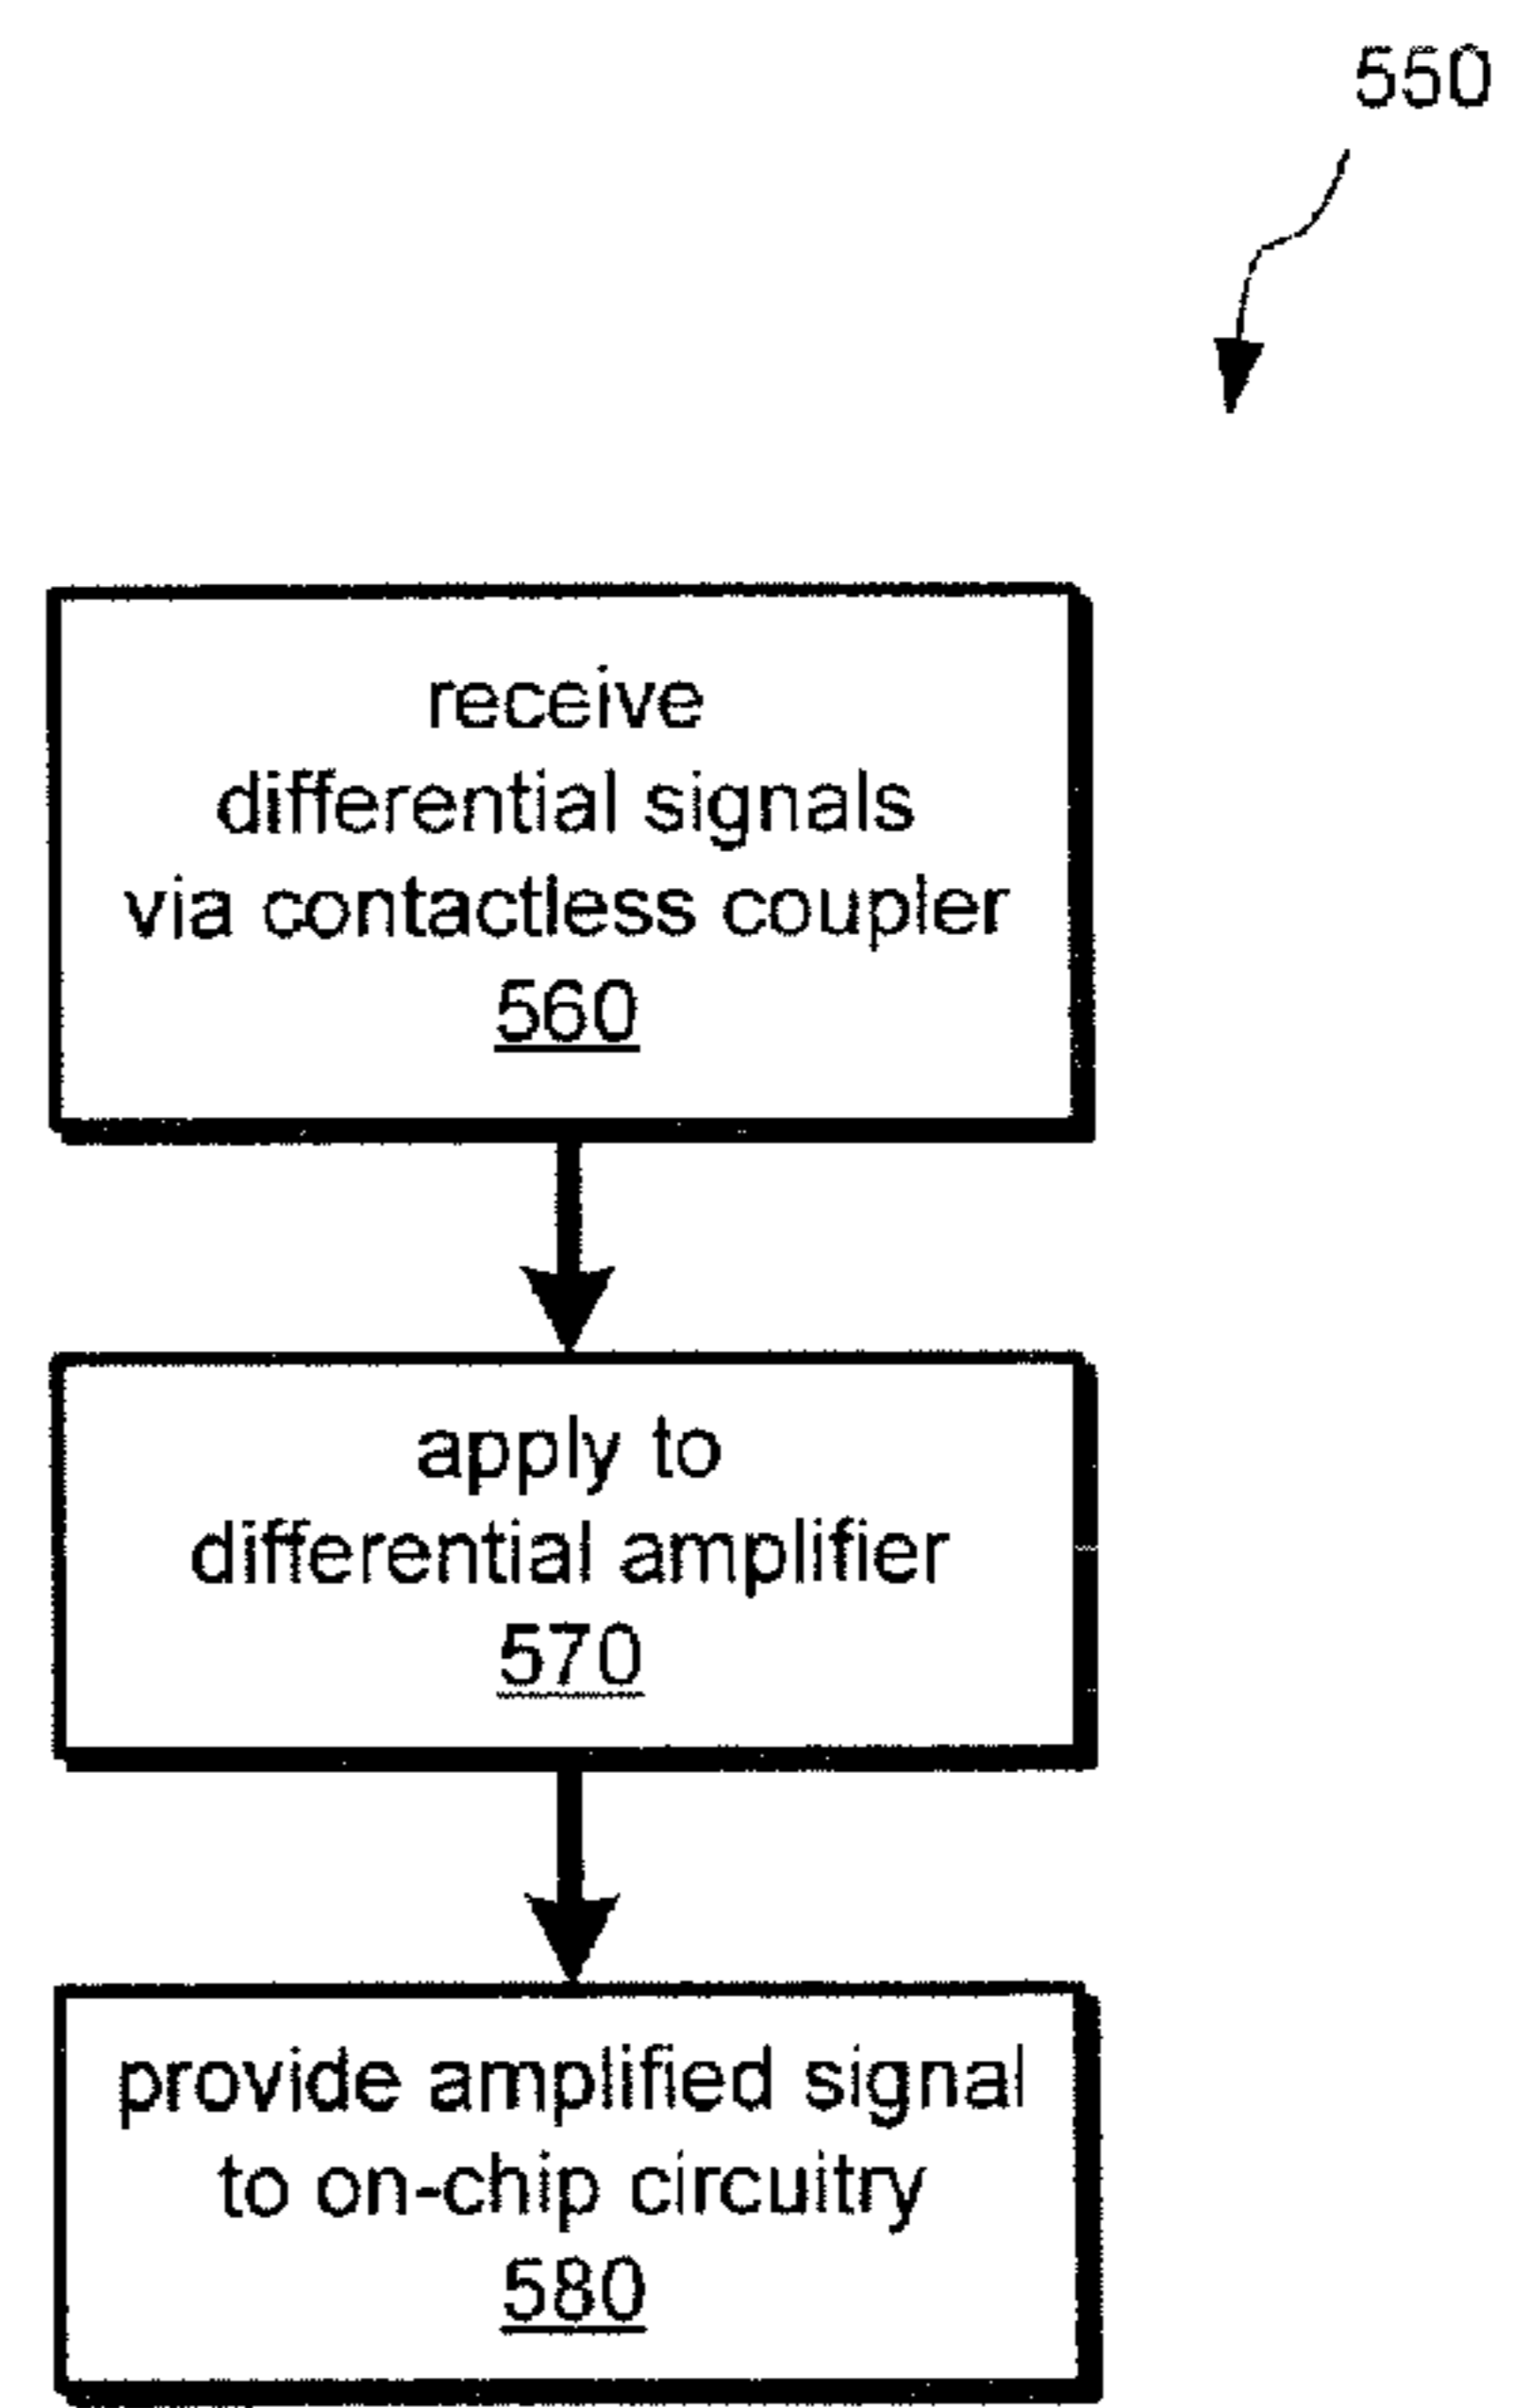 550
receive
differential signals
via contactless coupler
560
apply to
differential amplifier
570
provide amplified signal
to on-chip circuitry
580